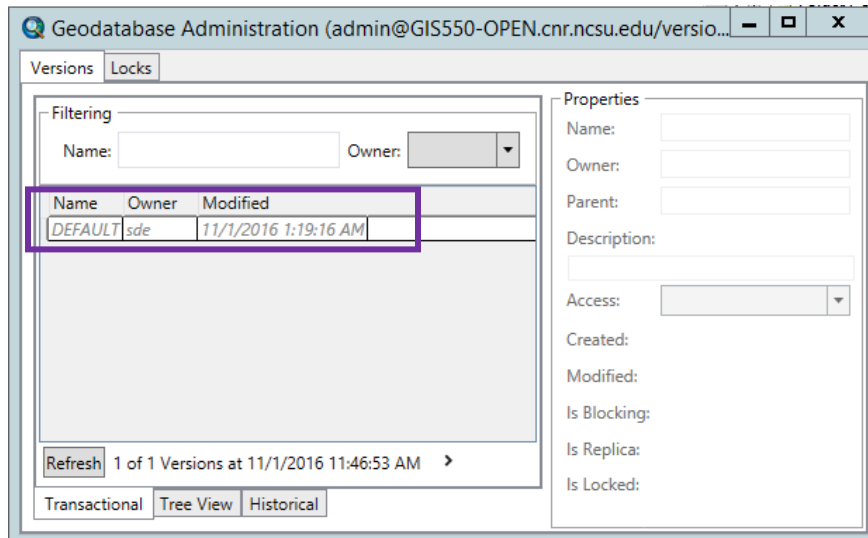 Geodatabase Administration (admin@GIS550-OPEN.cnr.ncsu.edu/versio...
Versions Locks
Filtering
Name: Owner:
Name Owner Modified
DEFAULT sde 11/1/2016 1:19:16 AM
Refresh 1 of 1 Versions at 11/1/2016 11:46:53 AM >
Transactional Tree View Historical
Properties
Name:
Owner:
Parent:
Description:
Access:
Created:
Modified:
Is Blocking:
Is Replica:
Is Locked: